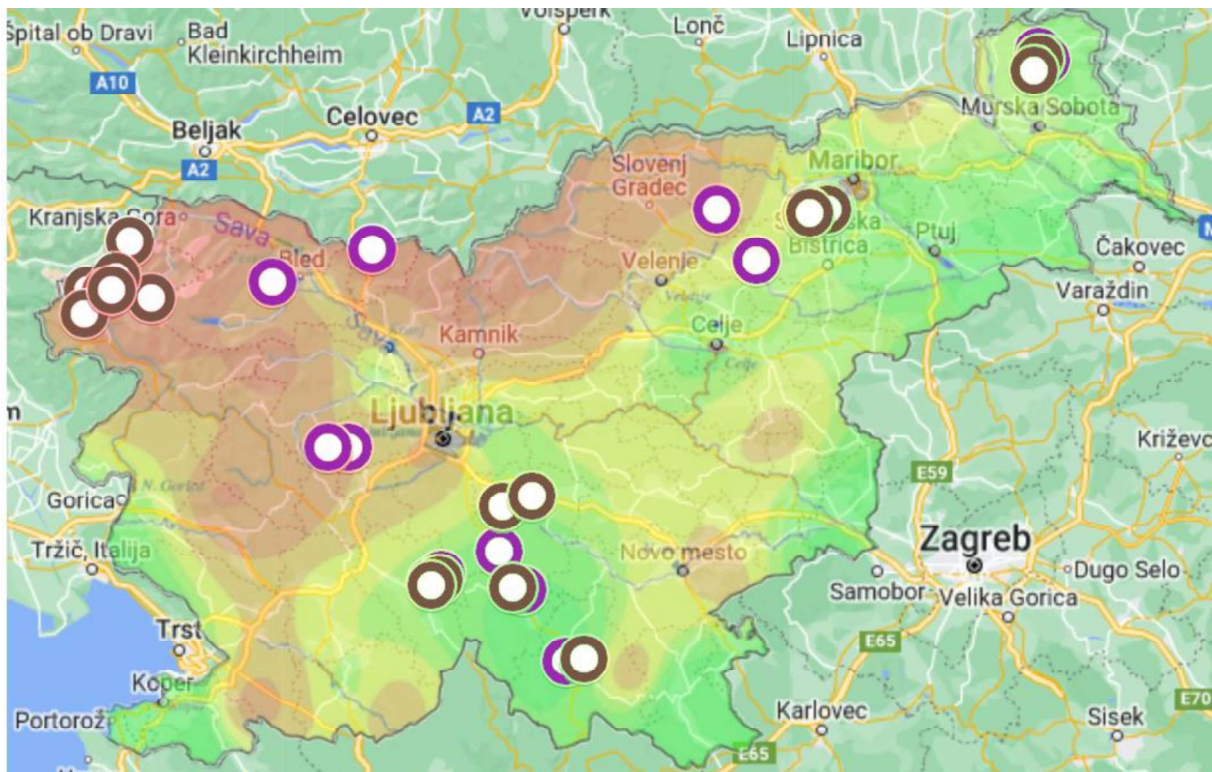 Volšperk
Špital ob Dravi
Bad
Kleinkirchheim
Lonč
Lipnica
A10
Celovec
A2
Beljak
A2
Murska Sobota
Slovenj
Gradec
Maribor
Kranjska Gora
Sava
Bled
Bistrica
Ptuj
Čakovec
Velenje
Varaždin
Celje
Kamnik
Ljubljana
Križevc
E59
Gorica
Zagreb
Tržič, Italija
Novo mesto
Dugo Selo
Samobor
Velika Gorica
Trst
E65
Koper
E70
Portorož
Karlovec
Sisek
E65